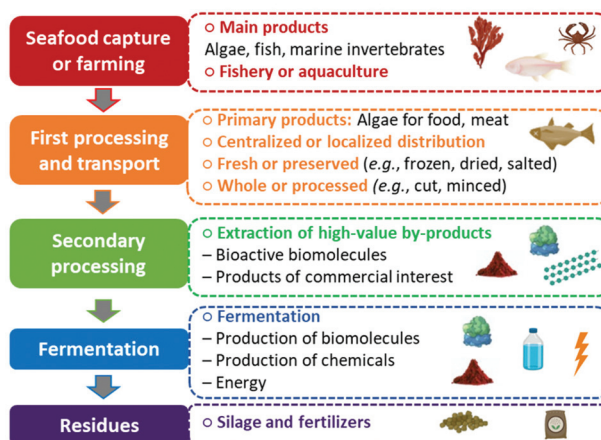 Seafood capture
or farming
○ Main products
Algae, fish, marine invertebrates
○ Fishery or aquaculture
First processing
and transport
○ Primary products: Algae for food, meat
○ Centralized or localized distribution
○ Fresh or preserved (e.g., frozen, dried, salted)
○ Whole or processed (e.g., cut, minced)
Secondary
processing
○ Extraction of high-value by-products
– Bioactive biomolecules
– Products of commercial interest
Fermentation
○ Fermentation
– Production of biomolecules
– Production of chemicals
– Energy
Residues
○ Silage and fertilizers